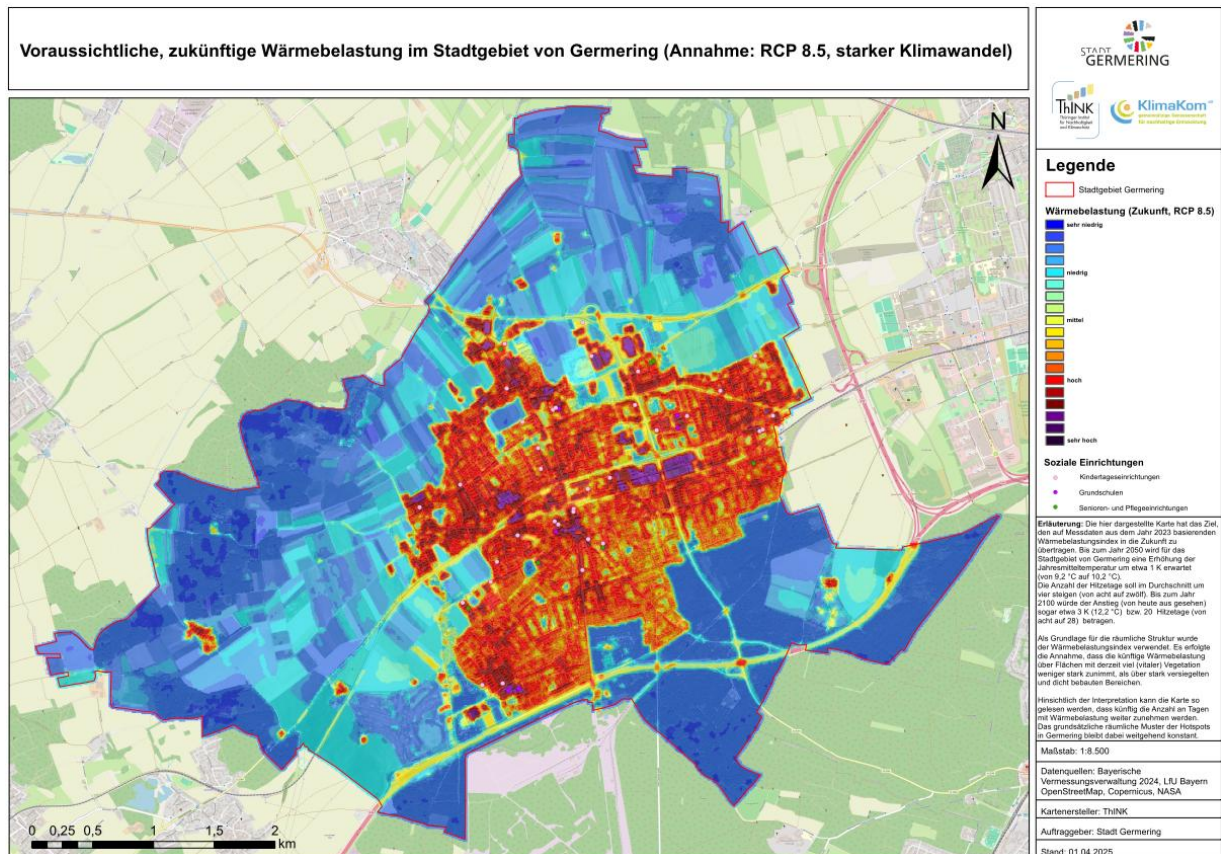 Voraussichtliche, zukünftige Wärmebelastung im Stadtgebiet von Germering (Annahme: RCP 8.5, starker Klimawandel)
STADT
GERMERING
ThINK
Thüringer Institut
für Nachhaltigkeit
und Klimaschutz
KlimaKom
N
Legende
Stadtgebiet Germering
Wärmebelastung (Zukunft, RCP 8.5)
sehr niedrig
niedrig
mittel
hoch
sehr hoch
Soziale Einrichtungen
Kindertageseinrichtungen
Grundschulen
Senioren- und Pflegeeinrichtungen
Erläuterung: Die hier dargestellte Karte hat das Ziel,
den auf Messdaten aus dem Jahr 2023 basierenden
Wärmebelastungsindex in die Zukunft zu
übertragen. Bis zum Jahr 2050 wird für das
Stadtgebiet von Germering eine Erhöhung der
Jahresmitteltemperatur um etwa 1 K erwartet
(von 9,2 °C auf 10,2 °C).
Die Anzahl der Hitzetage soll im Durchschnitt um
vier steigen (von acht auf zwölf). Bis zum Jahr
2100 würde der Anstieg (von heute aus gesehen)
sogar etwa 3 K (12,2 °C) bzw. 20 Hitzetage (von
acht auf 28) betragen.
Als Grundlage für die räumliche Struktur wurde
der Wärmebelastungsindex verwendet. Es erfolgte
die Annahme, dass die künftige Wärmebelastung
über Flächen mit derzeit viel (vitaler) Vegetation
weniger stark zunimmt, als über stark versiegelten
und dicht bebauten Bereichen.
Hinsichtlich der Interpretation kann die Karte so
gelesen werden, dass künftig die Anzahl an Tagen
mit Wärmebelastung weiter zunehmen werden.
Das grundsätzliche räumliche Muster der Hotspots
in Germering bleibt dabei weitgehend konstant.
Maßstab: 1:8.500
Datenquellen: Bayerische
Vermessungsverwaltung 2024, LfU Bayern
OpenStreetMap, Copernicus, NASA
Kartenersteller: ThINK
Auftraggeber: Stadt Germering
Stand: 01.04.2025
0 0,25 0,5 1 1,5 2
km